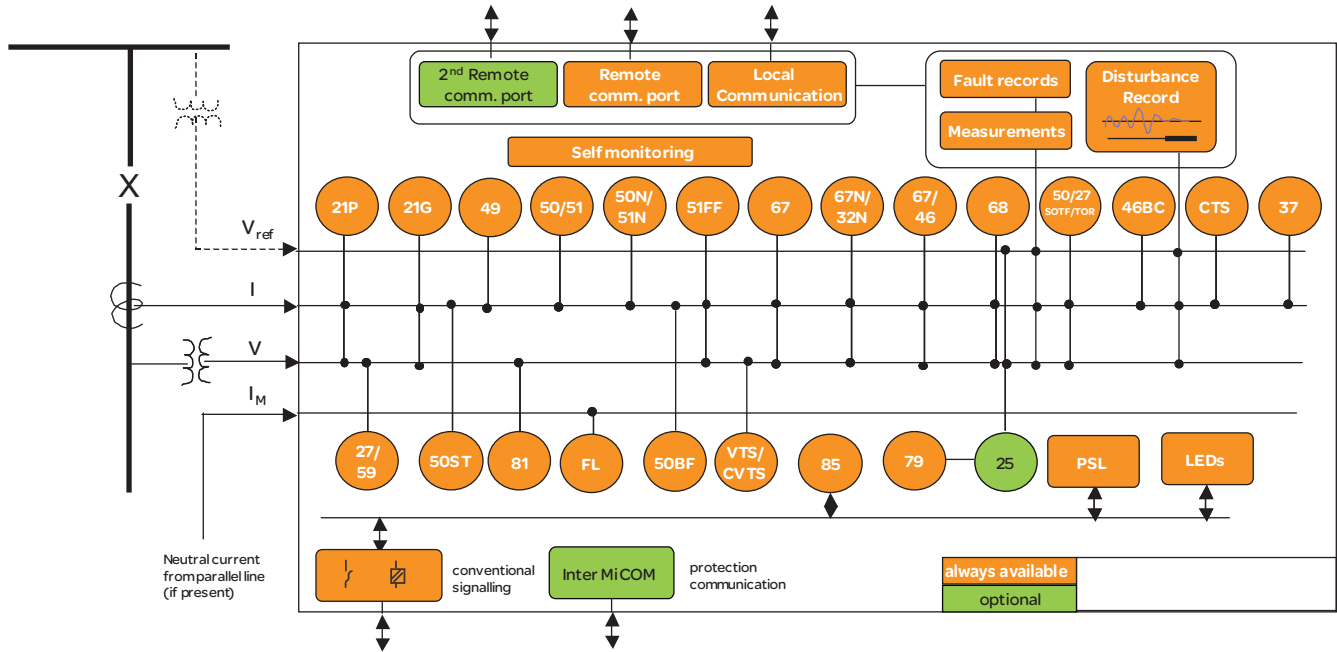 2nd Remote
comm. port
Remote
comm. port
Local
Communication
Fault records
Measurements
Disturbance
Record
Self monitoring
21P
21G
49
50/51
50N/
51N
51FF
67
67N/
32N
67/
46
68
50/27
SOTF/TOR
46BC
CTS
37
X
Vref
I
V
IM
27/
59
50ST
81
FL
50BF
VTS/
CVTS
85
79
25
PSL
LEDs
Neutral current
from parallel line
(if present)
conventional
signalling
Inter MiCOM
protection
communication
always available
optional